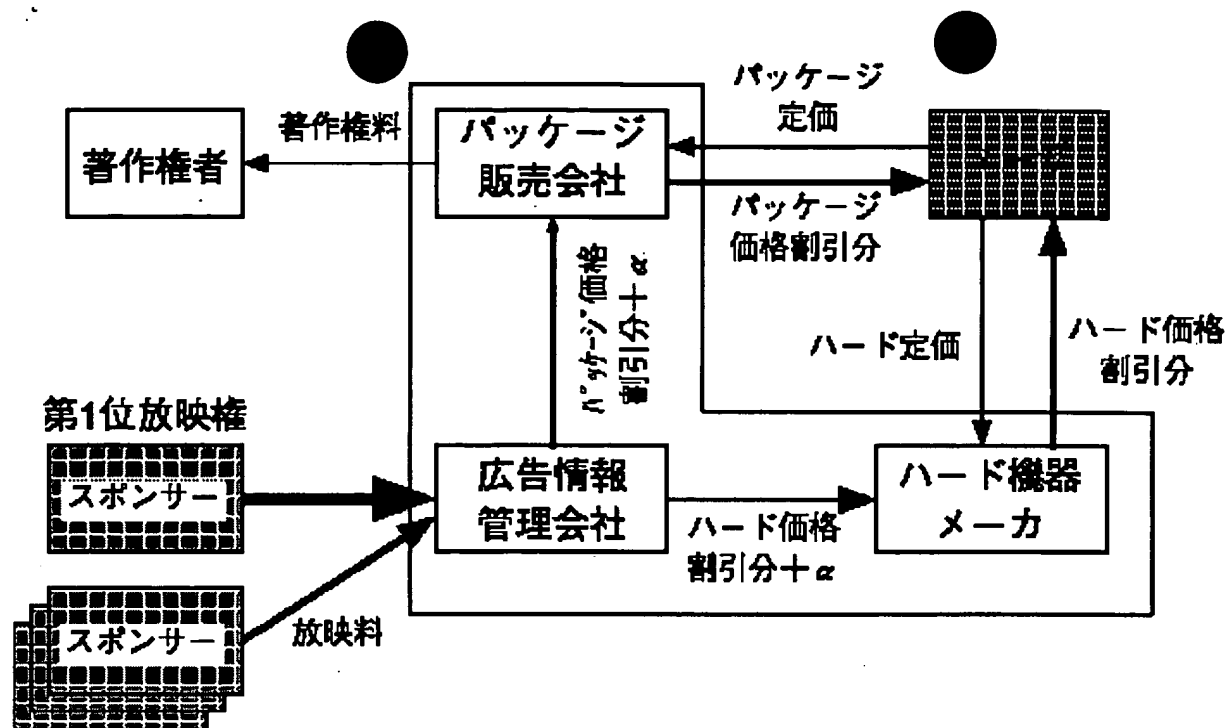 パッケージ
定価
著作権者
著作権料
パッケージ
販売会社
パッケージ
価格割引分
パッケージ価格
割引分＋α
ハード定価
ハード価格
割引分
第1位放映権
スポンサー
広告情報
管理会社
ハード価格
割引分＋α
ハード機器
メーカ
スポンサー
放映料